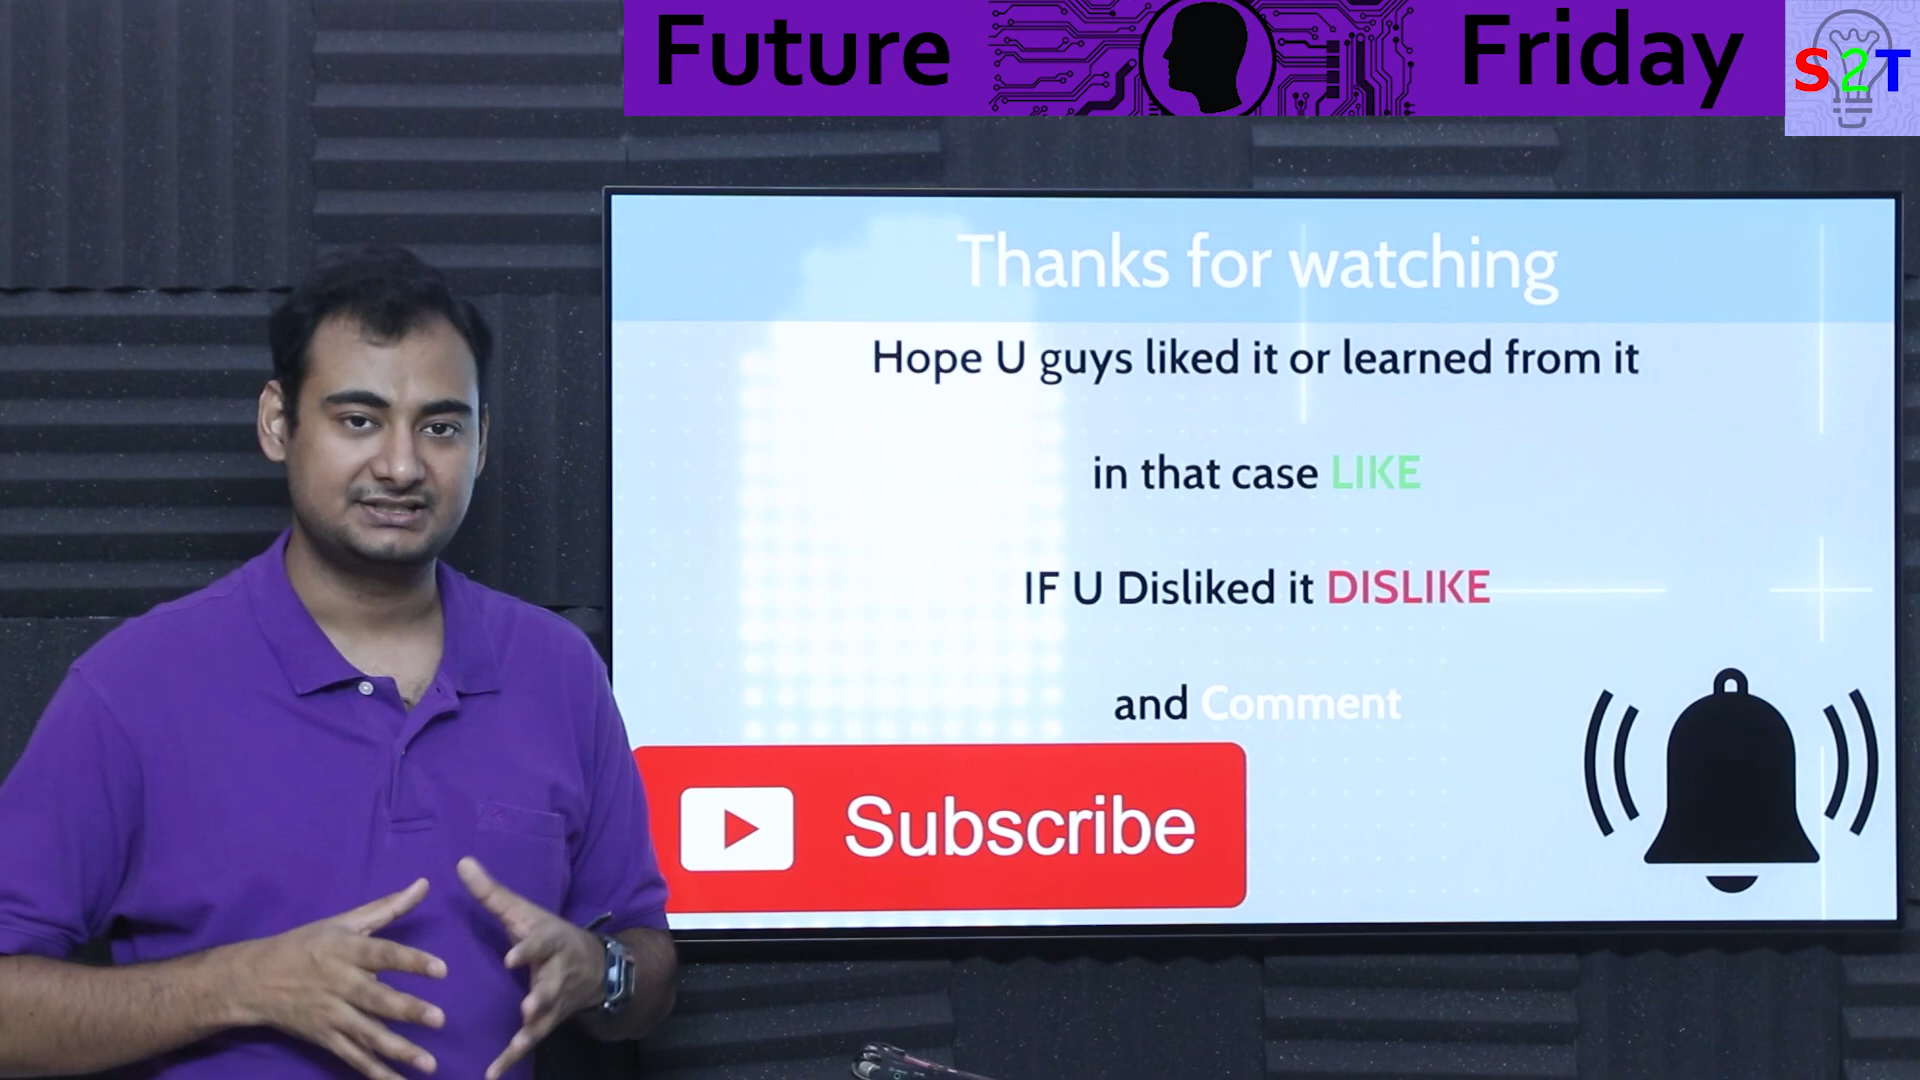 Future Friday
S2T
Thanks for watching
Hope U guys liked it or learned from it
in that case LIKE
IF U Disliked it DISLIKE
and Comment
Subscribe